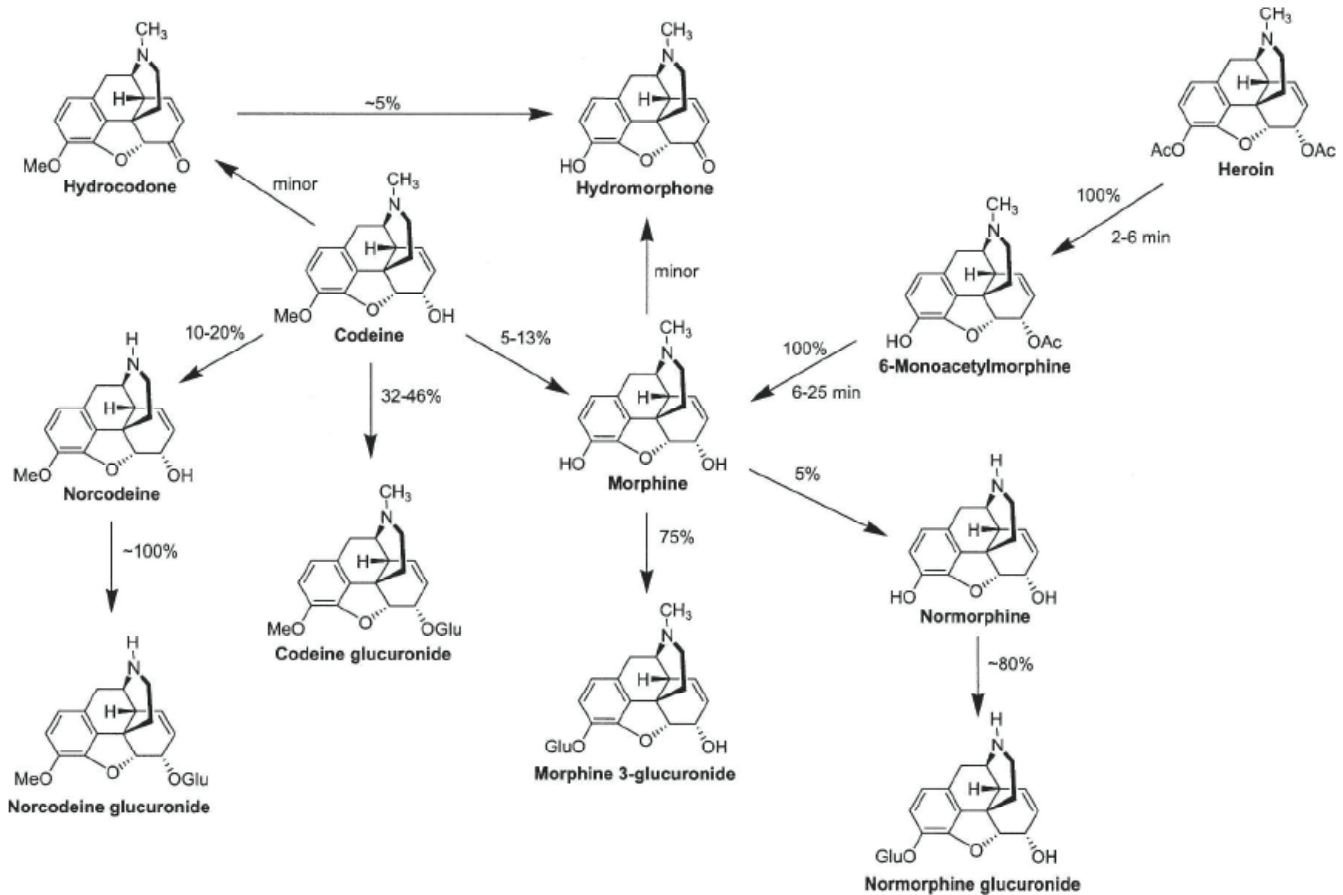 CH₃
N
H
O
MeO
O
Hydrocodone
~5%
CH₃
N
H
O
HO
O
Hydromorphone
CH₃
N
H
O
AcO
OAc
Heroin
minor
CH₃
N
H
O
MeO
OH
Codeine
minor
100%
2-6 min
CH₃
N
H
O
HO
OAc
6-Monoacetylmorphine
10-20%
32-46%
5-13%
100%
6-25 min
H
N
H
O
MeO
OH
Norcodeine
CH₃
N
H
O
HO
OH
Morphine
~100%
75%
5%
CH₃
N
H
O
MeO
OGlu
Codeine glucuronide
H
N
H
O
HO
OH
Normorphine
H
N
H
O
MeO
OGlu
Norcodeine glucuronide
CH₃
N
H
O
GluO
OH
Morphine 3-glucuronide
~80%
H
N
H
O
GluO
OH
Normorphine glucuronide